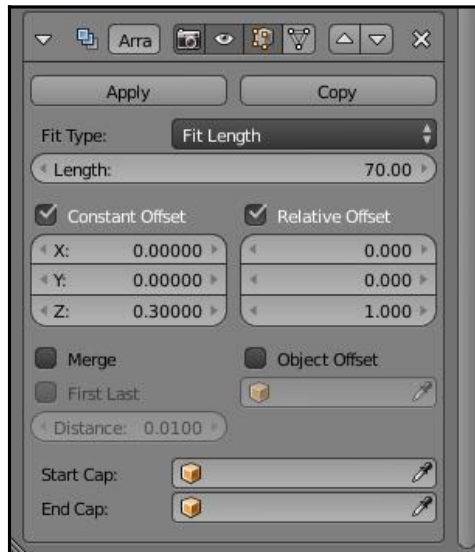 Arra
Apply Copy
Fit Type: Fit Length
Length: 70.00
Constant Offset Relative Offset
X: 0.00000 0.000
Y: 0.00000 0.000
Z: 0.30000 1.000
Merge Object Offset
First Last
Distance: 0.0100
Start Cap:
End Cap: